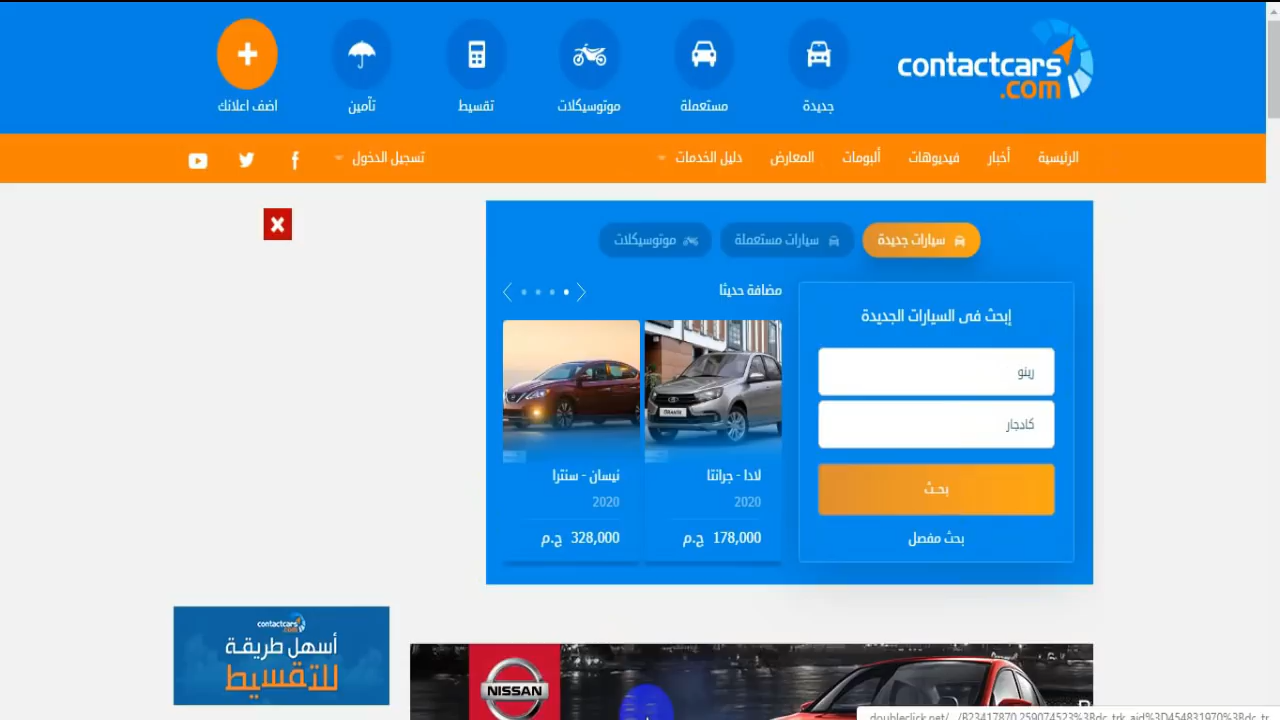 contactcars
.com
جديدة
مستعملة
موتوسيكلات
تقسيط
تأمين
اضف اعلانك
الرئيسية
أخبار
فيديوهات
ألبومات
المعارض
دليل الخدمات
تسجيل الدخول
سيارات جديدة
سيارات مستعملة
موتوسيكلات
إبحث فى السيارات الجديدة
رينو
كادجار
بحث
بحث مفصل
مضافة حديثا
GRANTA
لادا - جرانتا
2020
178,000 ج.م
نيسان - سنترا
2020
328,000 ج.م
contactcars
.com
أسهل طريقة
للتقسيط
NISSAN